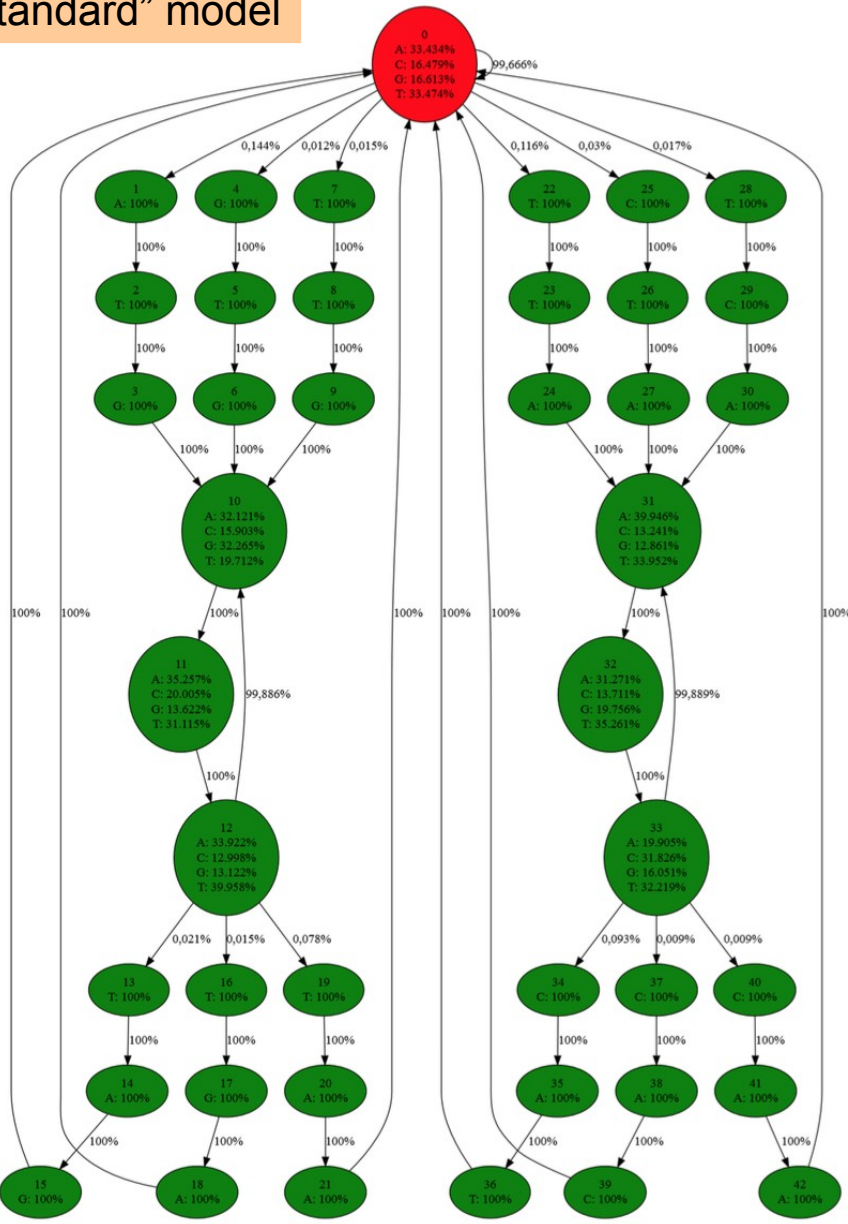 tandard” model
0
A: 33.434%
C: 16.479%
G: 16.613%
T: 33.474%
99,666%
0,144%
0,012%
0,015%
0,116%
0,03%
0,017%
1
A: 100%
4
G: 100%
7
T: 100%
22
T: 100%
25
C: 100%
28
T: 100%
100%
100%
100%
100%
100%
100%
2
T: 100%
5
T: 100%
8
T: 100%
23
T: 100%
26
T: 100%
29
C: 100%
100%
100%
100%
100%
100%
100%
3
G: 100%
6
G: 100%
9
G: 100%
24
A: 100%
27
A: 100%
30
A: 100%
100%
100%
100%
100%
100%
100%
10
A: 32.121%
C: 15.903%
G: 32.265%
T: 19.712%
31
A: 39.946%
C: 13.241%
G: 12.861%
T: 33.952%
100%
100%
100%
100%
100%
100%
100%
100%
11
A: 35.257%
C: 20.005%
G: 13.622%
T: 31.115%
99,886%
32
A: 31.271%
C: 13.711%
G: 19.756%
T: 35.261%
99,889%
100%
100%
12
A: 33.922%
C: 12.998%
G: 13.122%
T: 39.958%
33
A: 19.905%
C: 31.826%
G: 16.051%
T: 32.219%
0,021%
0,015%
0,078%
0,093%
0,009%
0,009%
13
T: 100%
16
T: 100%
19
T: 100%
34
C: 100%
37
C: 100%
40
C: 100%
100%
100%
100%
100%
100%
100%
14
A: 100%
17
G: 100%
20
A: 100%
35
A: 100%
38
A: 100%
41
A: 100%
100%
100%
100%
100%
100%
100%
15
G: 100%
18
A: 100%
21
A: 100%
36
T: 100%
39
C: 100%
42
A: 100%